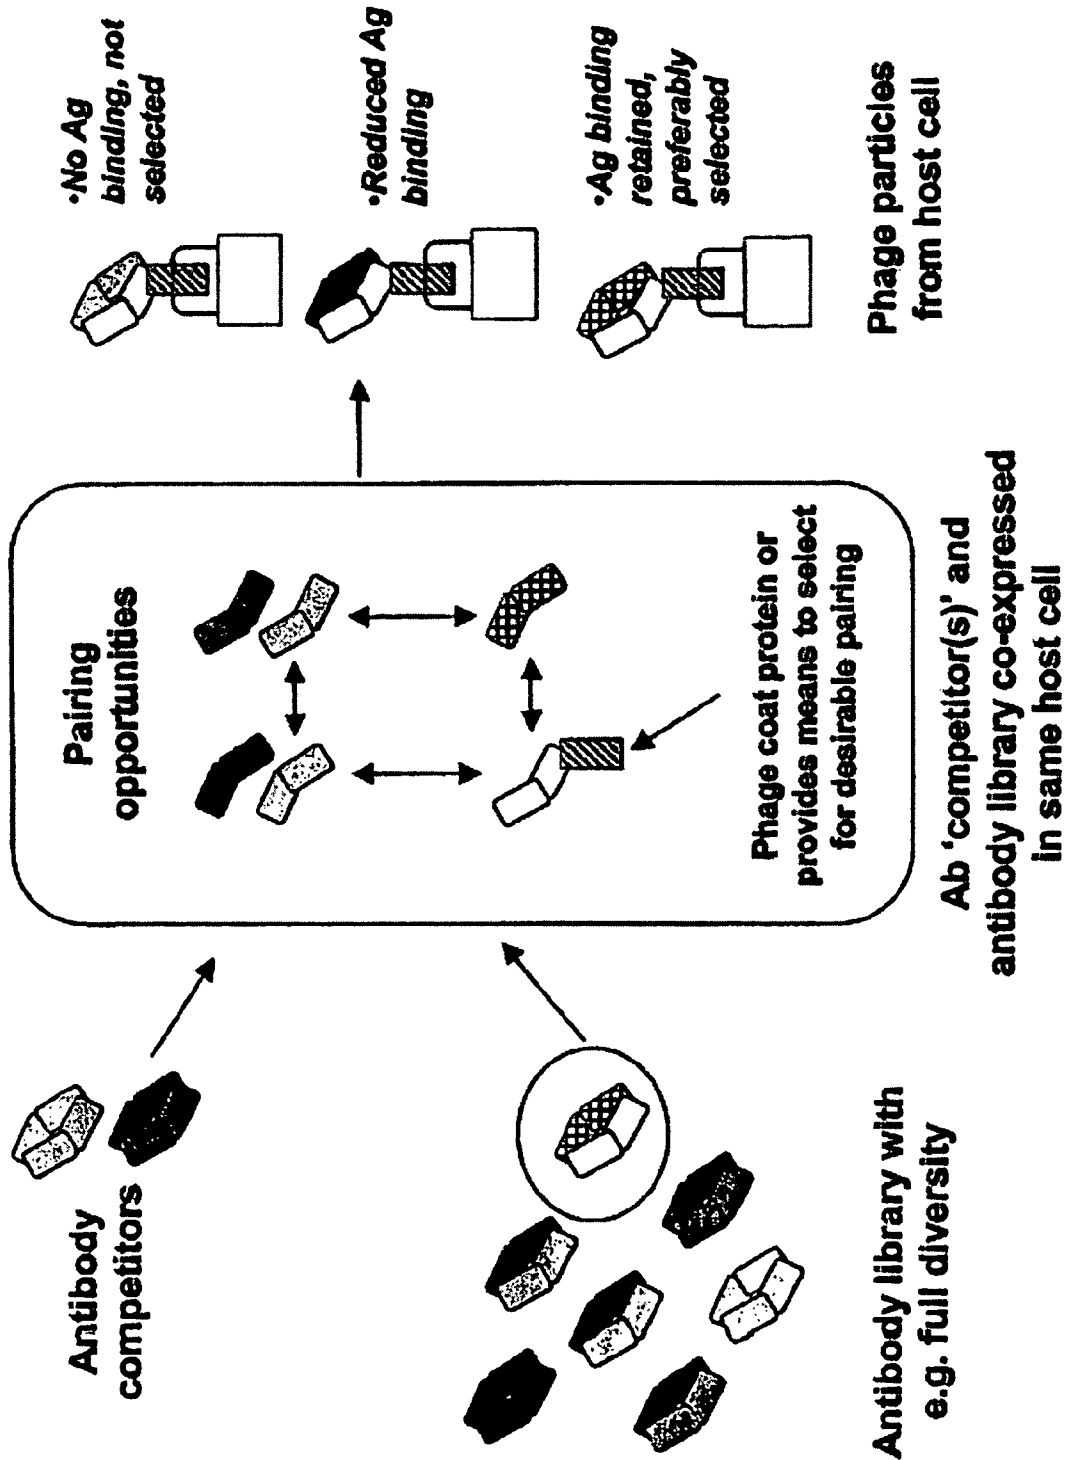 Antibody
competitors
Antibody library with
e.g. full diversity
Pairing
opportunities
Phage coat protein or
provides means to select
for desirable pairing
Ab 'competitor(s)' and
antibody library co-expressed
in same host cell
•No Ag
binding, not
selected
•Reduced Ag
binding
•Ag binding
retained,
preferably
selected
Phage particles
from host cell